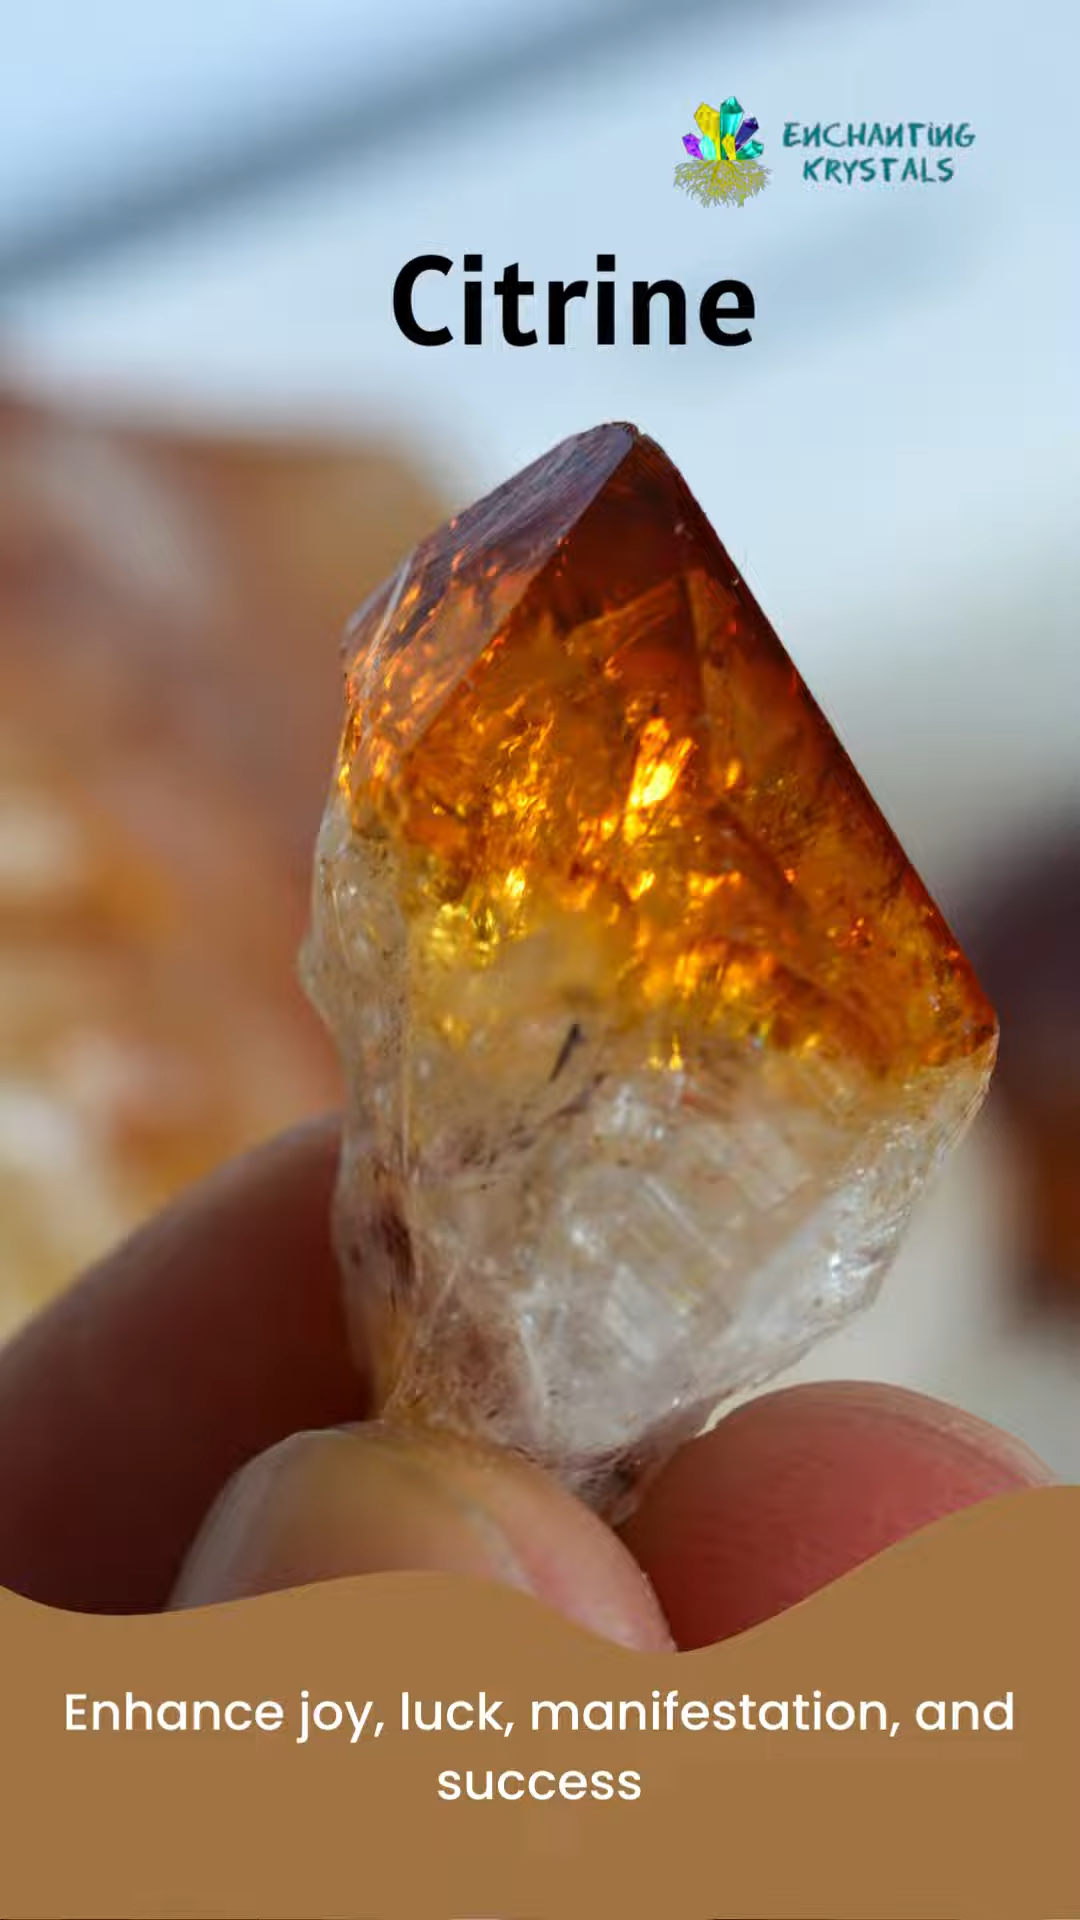 ENCHANTING
KRYSTALS
Citrine
Enhance joy, luck, manifestation, and
success